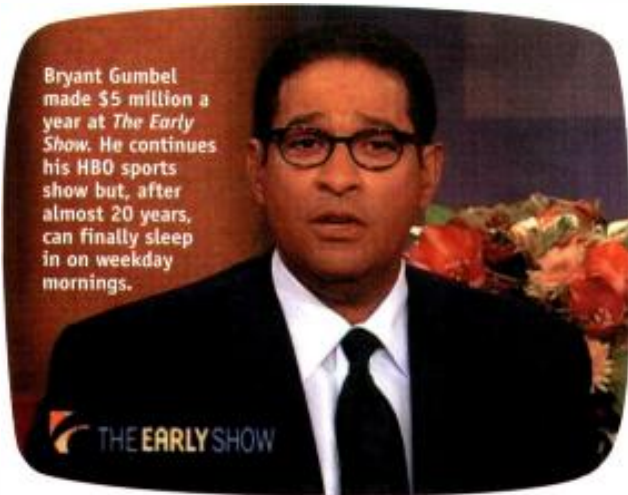 Bryant Gumbel
made $5 million a
year at The Early
Show. He continues
his HBO sports
show but, after
almost 20 years,
can finally sleep
in on weekday
mornings.
THE EARLY SHOW